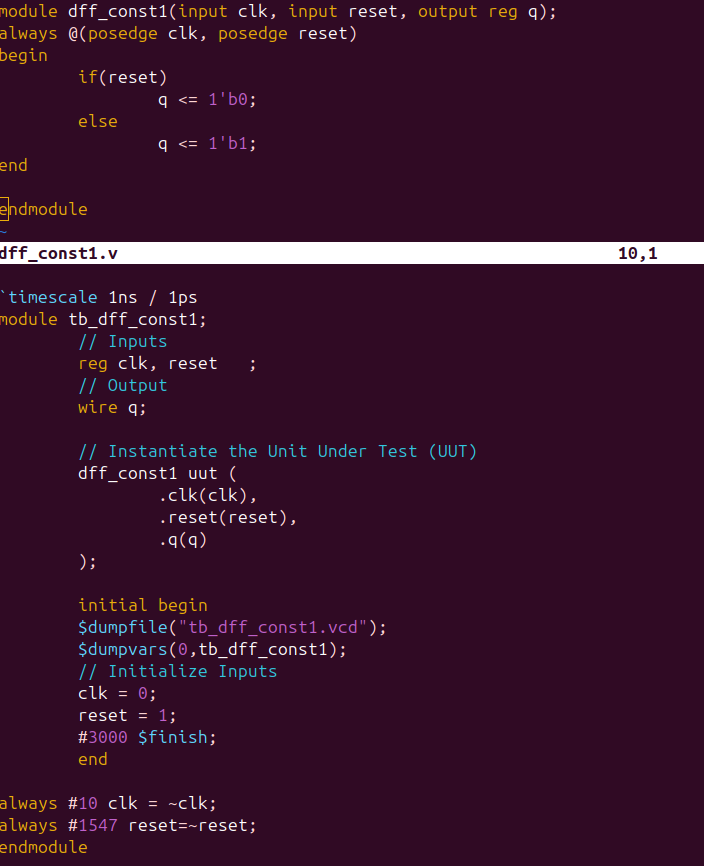 module dff_const1(input clk, input reset, output reg q);
always @(posedge clk, posedge reset)
begin
if(reset)
q <= 1'b0;
else
q <= 1'b1;
end
endmodule
~
dff_const1.v 10,1
`timescale 1ns / 1ps
module tb_dff_const1;
// Inputs
reg clk, reset ;
// Output
wire q;
// Instantiate the Unit Under Test (UUT)
dff_const1 uut (
.clk(clk),
.reset(reset),
.q(q)
);
initial begin
$dumpfile("tb_dff_const1.vcd");
$dumpvars(0,tb_dff_const1);
// Initialize Inputs
clk = 0;
reset = 1;
#3000 $finish;
end
always #10 clk = ~clk;
always #1547 reset=~reset;
endmodule